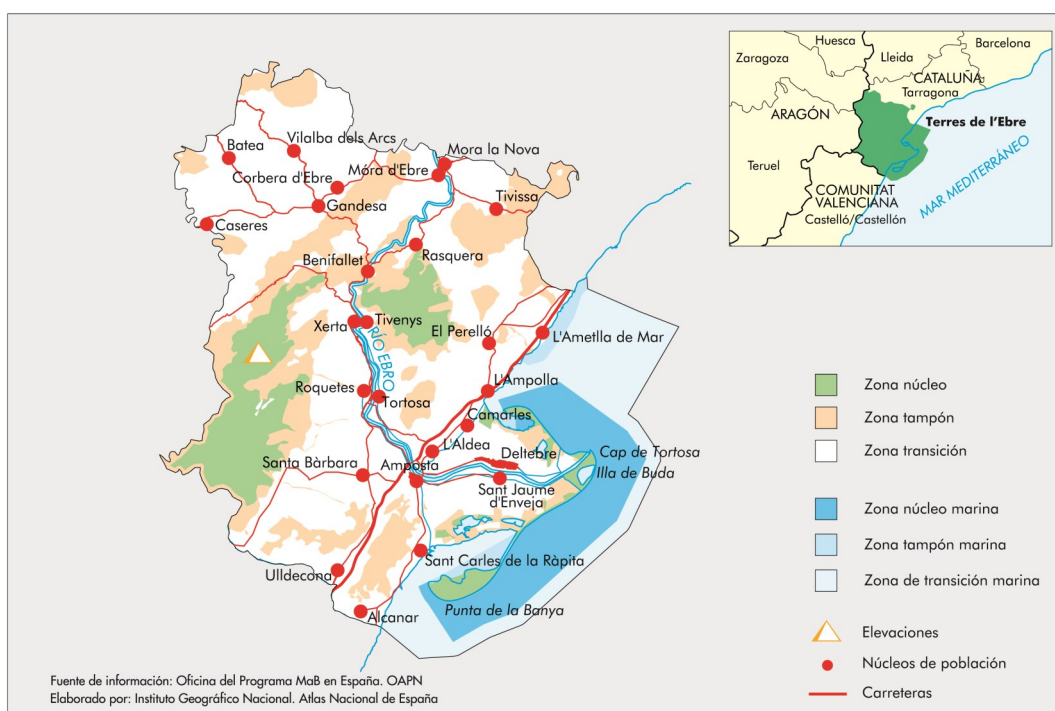 Batea
Vilalba dels Arcs
Corbera d'Ebre
Móra d'Ebre
Mora la Nova
Gandesa
Tivissa
Caseres
Benifallet
Rasquera
Xerta
Tivenys
RÍO EBRO
El Perelló
L'Ametlla de Mar
Roquetes
Tortosa
L'Ampolla
Camarles
L'Aldea
Deltebre
Cap de Tortosa
Illa de Buda
Santa Bàrbara
Amposta
Sant Jaume
d'Enveja
Sant Carles de la Ràpita
Ulldecona
Alcanar
Punta de la Banya
Huesca
Zaragoza
Lleida
Barcelona
CATALUÑA
Tarragona
ARAGÓN
Terres de l'Ebre
Teruel
COMUNITAT
VALENCIANA
Castelló/Castellón
MAR MEDITERRÁNEO
Zona núcleo
Zona tampón
Zona transición
Zona núcleo marina
Zona tampón marina
Zona de transición marina
Elevaciones
Núcleos de población
Carreteras
Fuente de información: Oficina del Programa MaB en España. OAPN
Elaborado por: Instituto Geográfico Nacional. Atlas Nacional de España